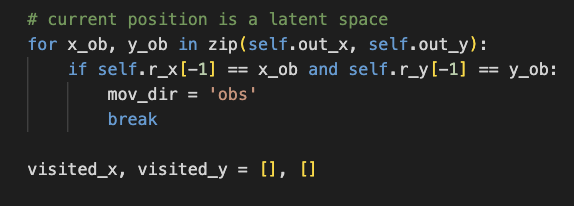 # current position is a latent space
for x_ob, y_ob in zip(self.out_x, self.out_y):
    if self.r_x[-1] == x_ob and self.r_y[-1] == y_ob:
        mov_dir = 'obs'
        break

visited_x, visited_y = [], []